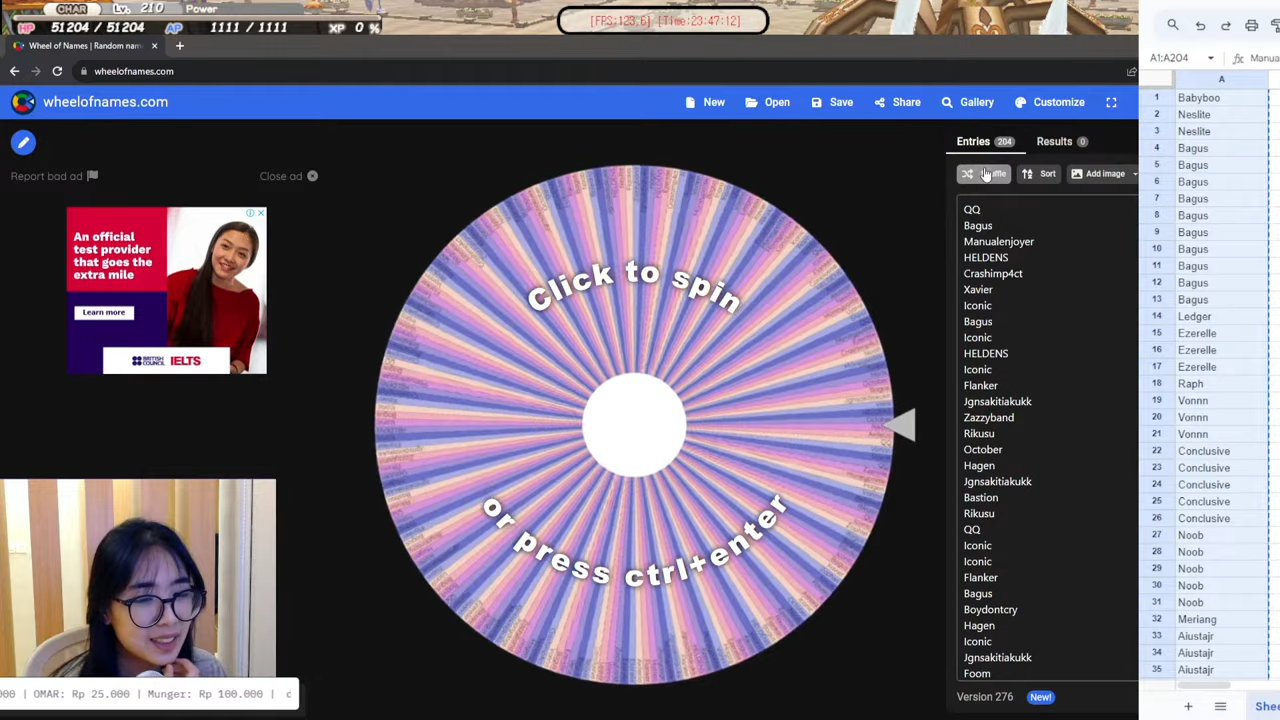 CHAR Lv. 210 Power
HP 51204 / 51204 AP 1111 / 1111 XP 0 %
[FPS:123.6] [Time:23:47:12]
Wheel of Names | Random nam
wheelofnames.com
wheelofnames.com
New
Open
Save
Share
Gallery
Customize
Report bad ad
Close ad
An official
test provider
that goes the
extra mile
Learn more
BRITISH
COUNCIL
IELTS
Click to spin
or press ctrl+enter
Entries 204
Results 0
Sort
Add image
QQ
Bagus
Manualenjoyer
HELDENS
Crashimp4ct
Xavier
Iconic
Bagus
Iconic
HELDENS
Iconic
Flanker
Jgnsakitiakukk
Zazzyband
Rikusu
October
Hagen
Jgnsakitiakukk
Bastion
Rikusu
QQ
Iconic
Iconic
Flanker
Bagus
Boydontcry
Hagen
Iconic
Jgnsakitiakukk
Foom
Version 276 New!
000 | OMAR: Rp 25.000 | Munger: Rp 100.000 |
A1:A204 fx Manua
A
1 Babyboo
2 Neslite
3 Neslite
4 Bagus
5 Bagus
6 Bagus
7 Bagus
8 Bagus
9 Bagus
10 Bagus
11 Bagus
12 Bagus
13 Bagus
14 Ledger
15 Ezerelle
16 Ezerelle
17 Ezerelle
18 Raph
19 Vonnn
20 Vonnn
21 Vonnn
22 Conclusive
23 Conclusive
24 Conclusive
25 Conclusive
26 Conclusive
27 Noob
28 Noob
29 Noob
30 Noob
31 Noob
32 Meriang
33 Aiustajr
34 Aiustajr
35 Aiustajr
Shee